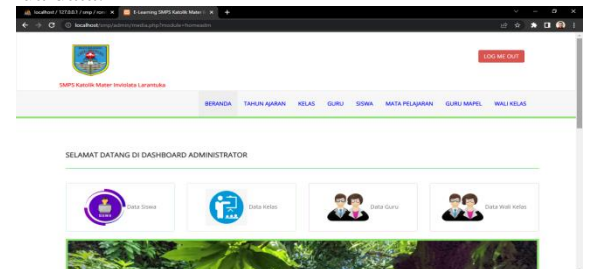 localhost / 127.0.0.1 / smp / 
E-Learning SMPS Katolik Mater
localhost/smp/admin/media.php?module=homeadm
LOG ME OUT
SMPS Katolik Mater Inviolata Larantuka
BERANDA TAHUN AJARAN KELAS GURU SISWA MATA PELAJARAN GURU MAPEL WALI KELAS
SELAMAT DATANG DI DASHBOARD ADMINISTRATOR
Data Siswa
Data Kelas
Data Guru
Data Wali Kelas